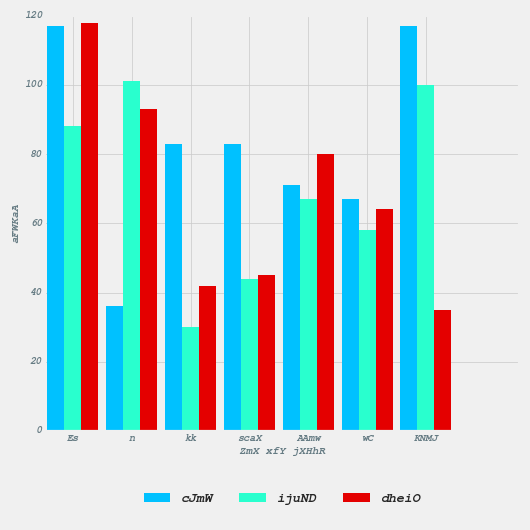 120
100
80
60
40
20
0
aFWKaA
Es n kk scaX AAmw wC KNMJ
ZmX xfY jXHhR
cJmW ijuND dheiO